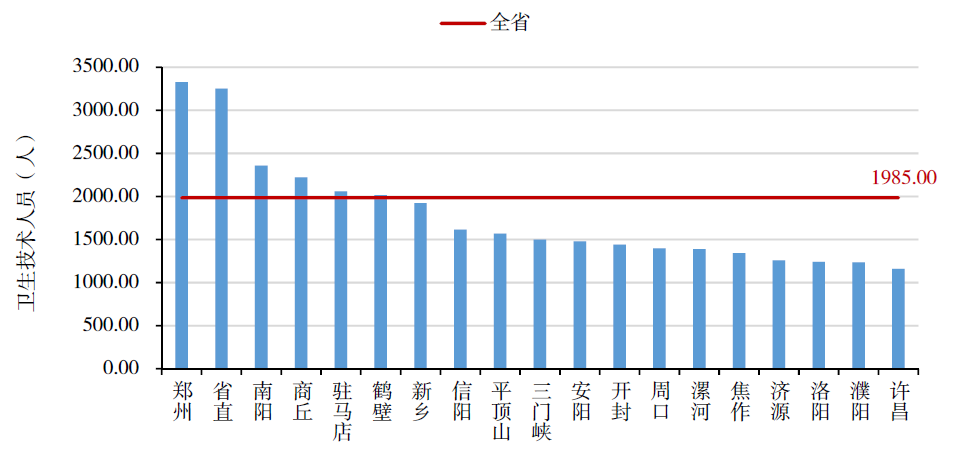 全省
卫生技术人员（人）
3500.00
3000.00
2500.00
2000.00
1500.00
1000.00
500.00
0.00
1985.00
郑州
省直
南阳
商丘
驻马店
鹤壁
新乡
信阳
平顶山
三门峡
安阳
开封
周口
漯河
焦作
济源
洛阳
濮阳
许昌